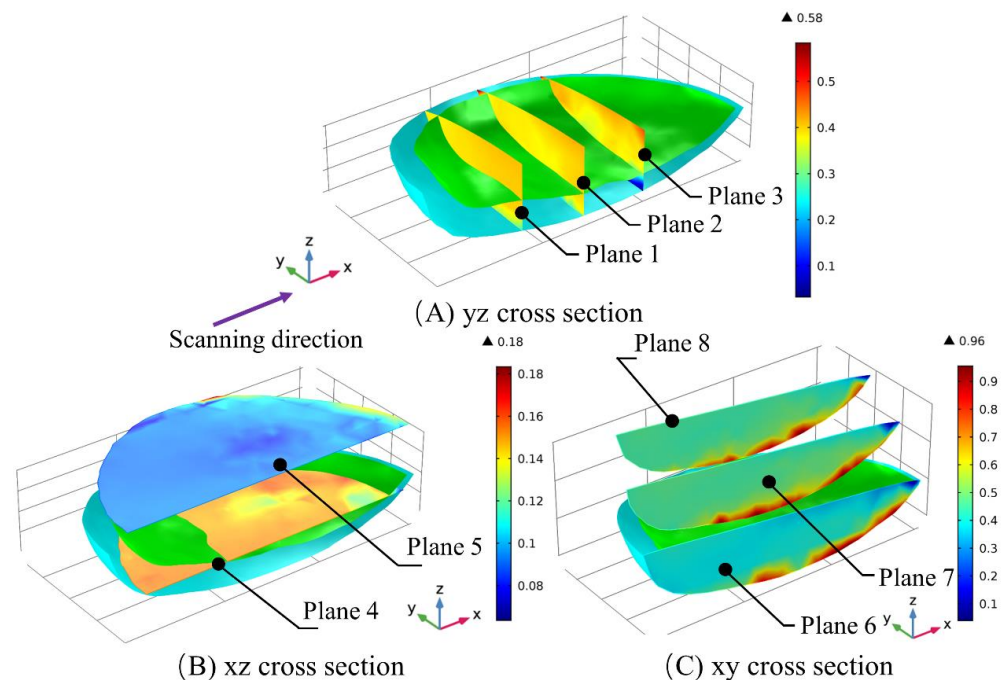 ▲ 0.58
0.5
0.4
0.3
0.2
0.1
Plane 3
Plane 2
Plane 1
z
y
x
Scanning direction
(A) yz cross section
▲ 0.18
0.18
0.16
0.14
0.12
0.1
0.08
Plane 5
Plane 4
z
y
x
(B) xz cross section
Plane 8
▲ 0.96
0.9
0.8
0.7
0.6
0.5
0.4
0.3
0.2
0.1
Plane 7
Plane 6
z
y
x
(C) xy cross section